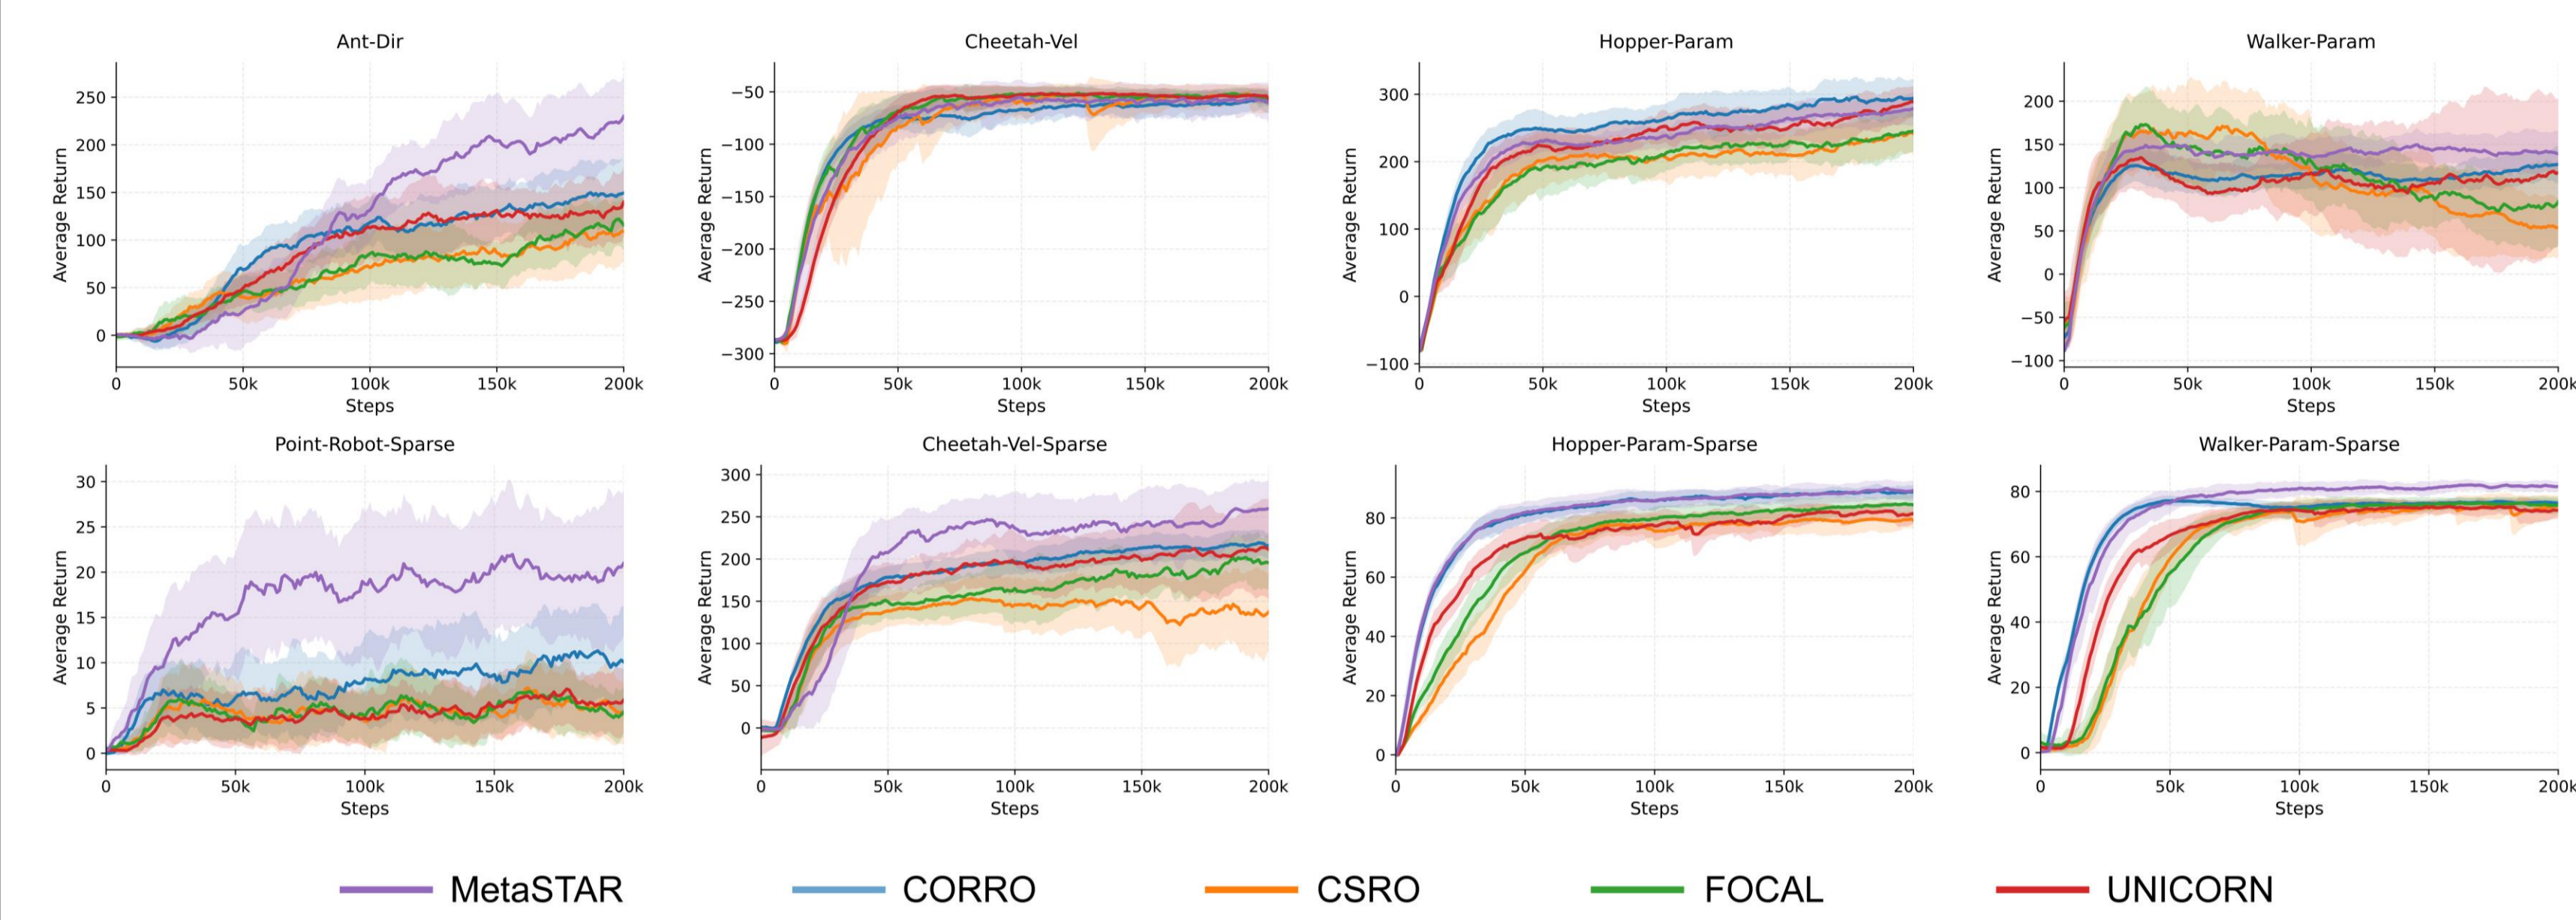 Ant-Dir
Average Return
250
200
150
100
50
0
0 50k 100k 150k 200k
Steps
Cheetah-Vel
Average Return
−50
−100
−150
−200
−250
−300
0 50k 100k 150k 200k
Steps
Hopper-Param
Average Return
300
200
100
0
−100
0 50k 100k 150k 200k
Steps
Walker-Param
Average Return
200
150
100
50
0
−50
−100
0 50k 100k 150k 200k
Steps
Point-Robot-Sparse
Average Return
30
25
20
15
10
5
0
0 50k 100k 150k 200k
Steps
Cheetah-Vel-Sparse
Average Return
300
250
200
150
100
50
0
0 50k 100k 150k 200k
Steps
Hopper-Param-Sparse
Average Return
80
60
40
20
0
0 50k 100k 150k 200k
Steps
Walker-Param-Sparse
Average Return
80
60
40
20
0
0 50k 100k 150k 200k
Steps
MetaSTAR CORRO CSRO FOCAL UNICORN